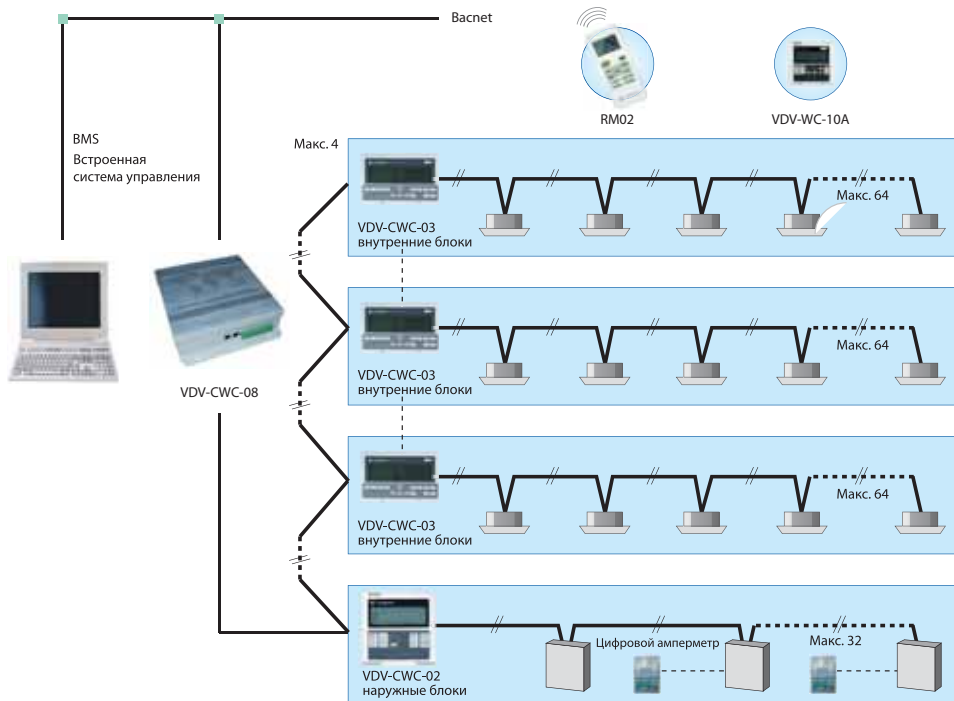 Bacnet
RM02
VDV-WC-10A
BMS
Встроенная
система управления
Макс. 4
VDV-CWC-03
внутренние блоки
Макс. 64
VDV-CWC-03
внутренние блоки
Макс. 64
VDV-CWC-08
VDV-CWC-03
внутренние блоки
Макс. 64
VDV-CWC-02
наружные блоки
Цифровой амперметр
Макс. 32